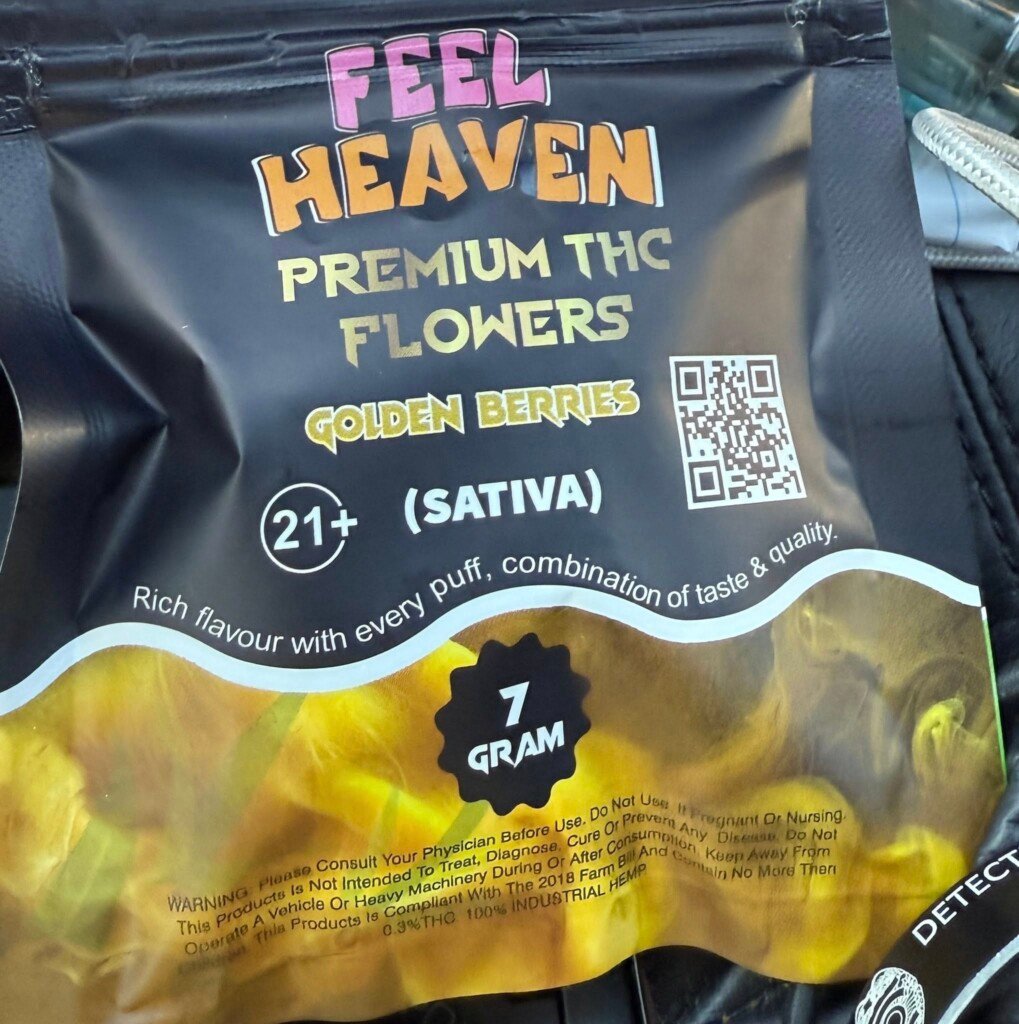 FEEL
HEAVEN
PREMIUM THC
FLOWERS
GOLDEN BERRIES
21+
(SATIVA)
Rich flavour with every puff, combination of taste & quality.
7
GRAM
WARNING: Please Consult Your Physician Before Use. Do Not Use If Pregnant Or Nursing.
This Products Is Not Intended To Treat, Diagnose, Cure Or Prevent Any Disease. Do Not
Operate A Vehicle Or Heavy Machinery During Or After Consumption. Keep Away From
This Products Is Compliant With The 2018 Farm Bill And Contain No More Then
0.3%THC 100% INDUSTRIAL HEMP
DETECT